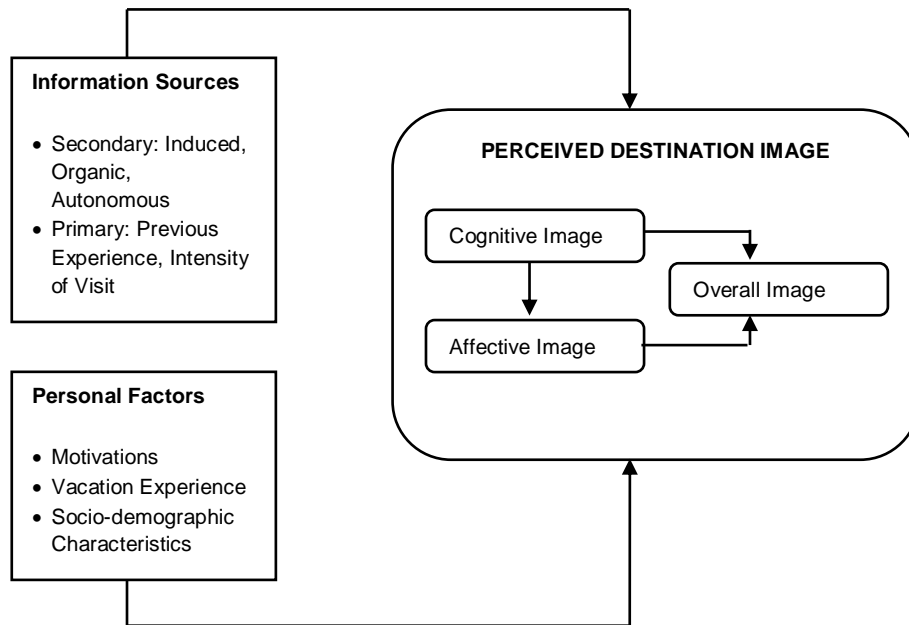 Information Sources
• Secondary: Induced,
Organic,
Autonomous
• Primary: Previous
Experience, Intensity
of Visit
Personal Factors
• Motivations
• Vacation Experience
• Socio-demographic
Characteristics
PERCEIVED DESTINATION IMAGE
Cognitive Image
Overall Image
Affective Image